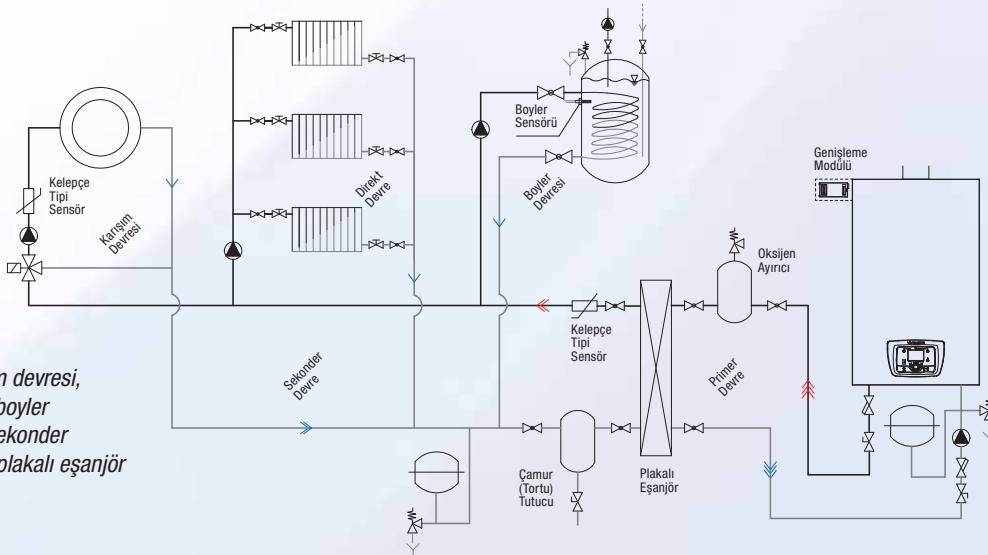 Boyler
Sensörü
Genişleme
Modülü
Kelepçe
Tipi
Sensör
Karışım
Devresi
Direkt
Devre
Boyler
Devresi
Oksijen
Ayırıcı
Kelepçe
Tipi
Sensör
Sekonder
Devre
Primer
Devre
devresi,
boyler
plakalı eşanjör
Çamur
(Tortu)
Tutucu
Plakalı
Eşanjör